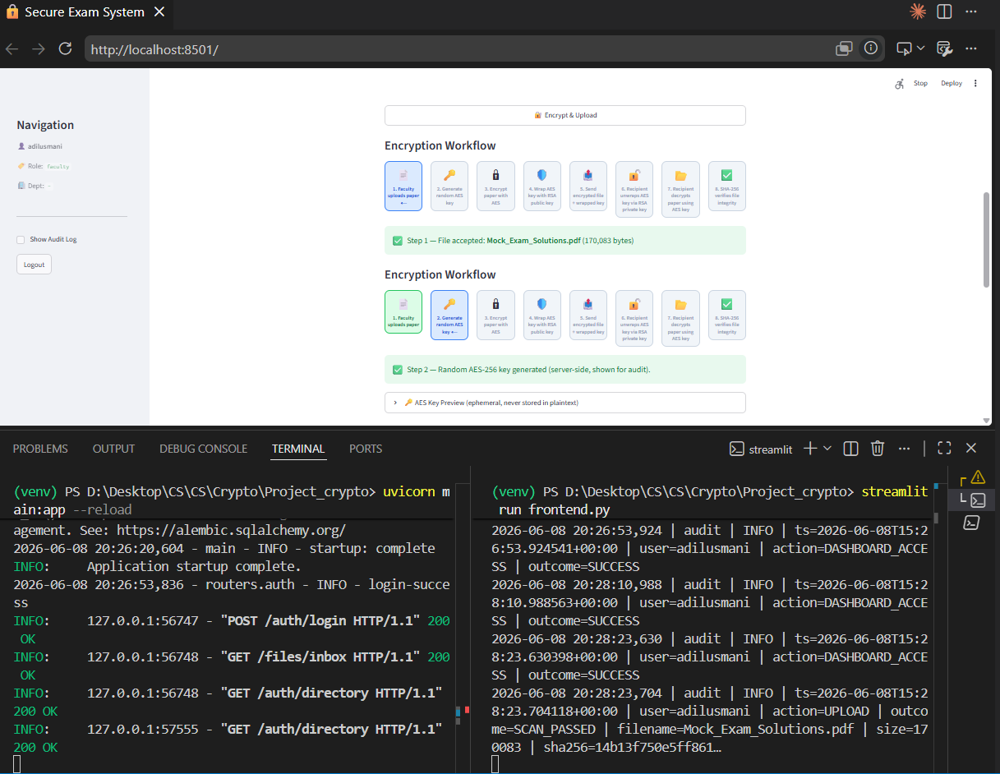 Secure Exam System
http://localhost:8501/
Stop Deploy
Navigation
adilusmani
Role: faculty
Dept: -
Show Audit Log
Logout
Encrypt & Upload
Encryption Workflow
1. Faculty
uploads paper
←
2. Generate
random AES
key
3. Encrypt
paper with
AES
4. Wrap AES
key with RSA
public key
5. Send
encrypted file
+ wrapped key
6. Recipient
unwraps AES
key via RSA
private key
7. Recipient
decrypts
paper using
AES key
8. SHA-256
verifies file
integrity
Step 1 — File accepted: Mock_Exam_Solutions.pdf (170,083 bytes)
Encryption Workflow
1. Faculty
uploads paper
2. Generate
random AES
key ←
3. Encrypt
paper with
AES
4. Wrap AES
key with RSA
public key
5. Send
encrypted file
+ wrapped key
6. Recipient
unwraps AES
key via RSA
private key
7. Recipient
decrypts
paper using
AES key
8. SHA-256
verifies file
integrity
Step 2 — Random AES-256 key generated (server-side, shown for audit).
AES Key Preview (ephemeral, never stored in plaintext)
PROBLEMS OUTPUT DEBUG CONSOLE TERMINAL PORTS
streamlit
(venv) PS D:\Desktop\CS\CS\Crypto\Project_crypto> uvicorn m
ain:app --reload
agement. See: https://alembic.sqlalchemy.org/
2026-06-08 20:26:20,604 - main - INFO - startup: complete
INFO:     Application startup complete.
2026-06-08 20:26:53,836 - routers.auth - INFO - login-succe
ss
INFO:     127.0.0.1:56747 - "POST /auth/login HTTP/1.1" 200
OK
INFO:     127.0.0.1:56748 - "GET /files/inbox HTTP/1.1" 200
OK
INFO:     127.0.0.1:56748 - "GET /auth/directory HTTP/1.1"
200 OK
INFO:     127.0.0.1:57555 - "GET /auth/directory HTTP/1.1"
200 OK
(venv) PS D:\Desktop\CS\CS\Crypto\Project_crypto> streamlit
run frontend.py
2026-06-08 20:26:53,924 | audit | INFO | ts=2026-06-08T15:2
6:53.924541+00:00 | user=adilusmani | action=DASHBOARD_ACCE
SS | outcome=SUCCESS
2026-06-08 20:28:10,988 | audit | INFO | ts=2026-06-08T15:2
8:10.988563+00:00 | user=adilusmani | action=DASHBOARD_ACCE
SS | outcome=SUCCESS
2026-06-08 20:28:23,630 | audit | INFO | ts=2026-06-08T15:2
8:23.630398+00:00 | user=adilusmani | action=DASHBOARD_ACCE
SS | outcome=SUCCESS
2026-06-08 20:28:23,704 | audit | INFO | ts=2026-06-08T15:2
8:23.704118+00:00 | user=adilusmani | action=UPLOAD | outco
me=SCAN_PASSED | filename=Mock_Exam_Solutions.pdf | size=17
0083 | sha256=14b13f750e5ff861…